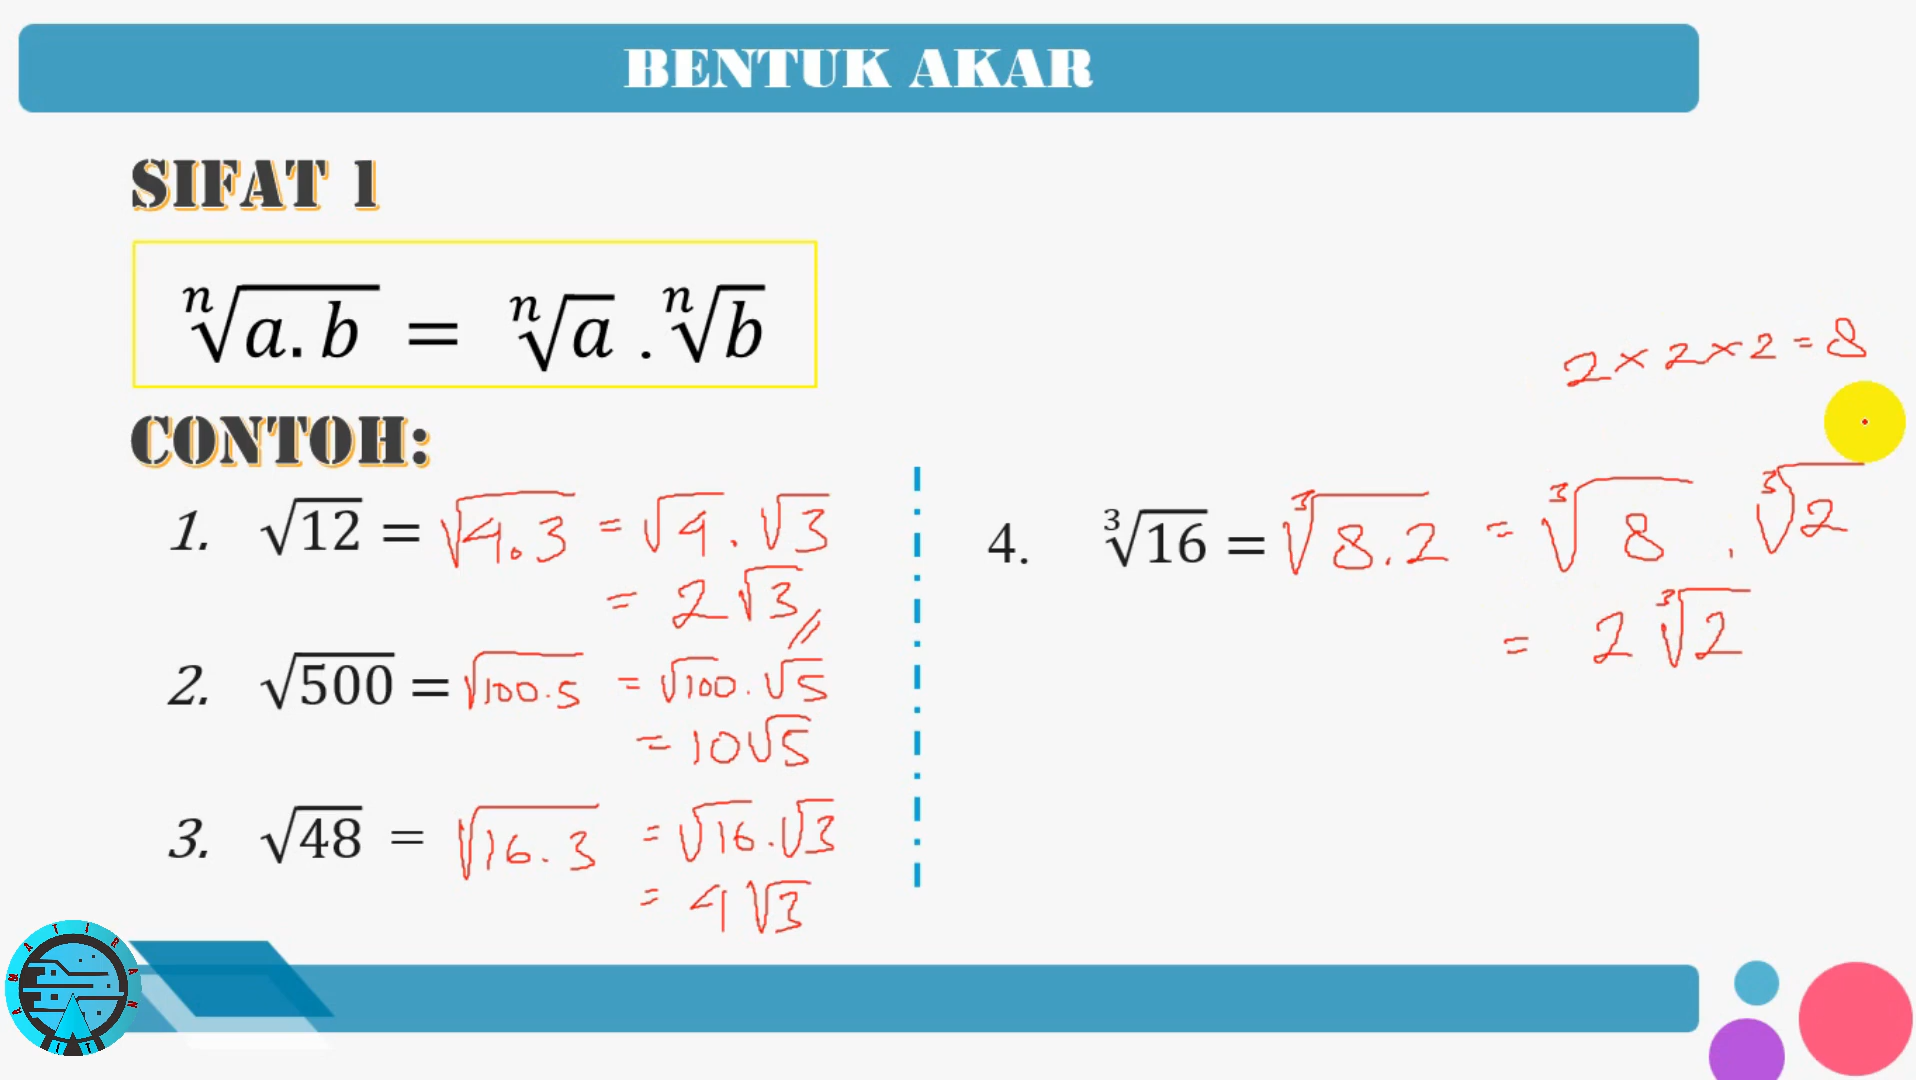 BENTUK AKAR
SIFAT 1
ⁿ√a.b = ⁿ√a . ⁿ√b
CONTOH:
1. √12 = √4.3 = √4 . √3
= 2√3 //
2. √500 = √100.5 = √100 . √5
= 10√5
3. √48 = √16.3 = √16 . √3
= 4√3
2 × 2 × 2 = 8
4. ³√16 = ³√8.2 = ³√8 . ³√2
= 2 ³√2